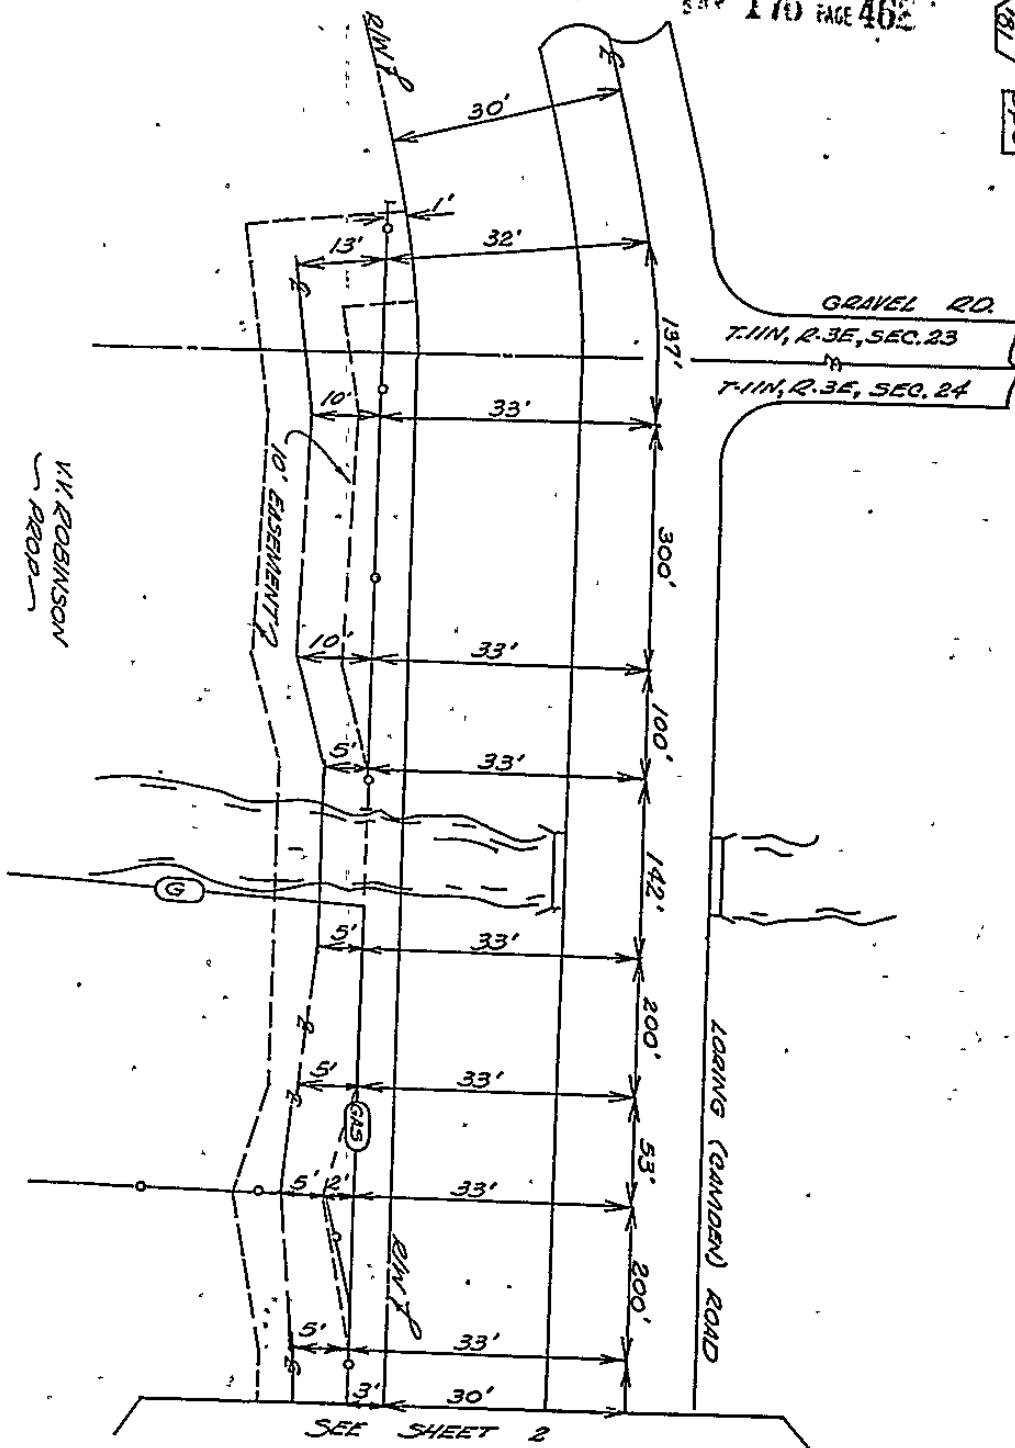 176 PAGE 462
181
R/W ⅊
℄
30'
1'
13'
32'
℄
GRAVEL RD.
T-11N, R-3E, SEC. 23
T-11N, R-3E, SEC. 24
137'
10'
33'
10' EASEMENT
300'
V.V. ROBINSON
PROP
10'
33'
100'
5'
33'
142'
G
5'
33'
200'
℄
5'
33'
℄
GAS
LORING (CAMDEN) ROAD
53'
5'
2'
33'
R/W ⅊
200'
5'
33'
℄
3'
30'
SEE SHEET 2